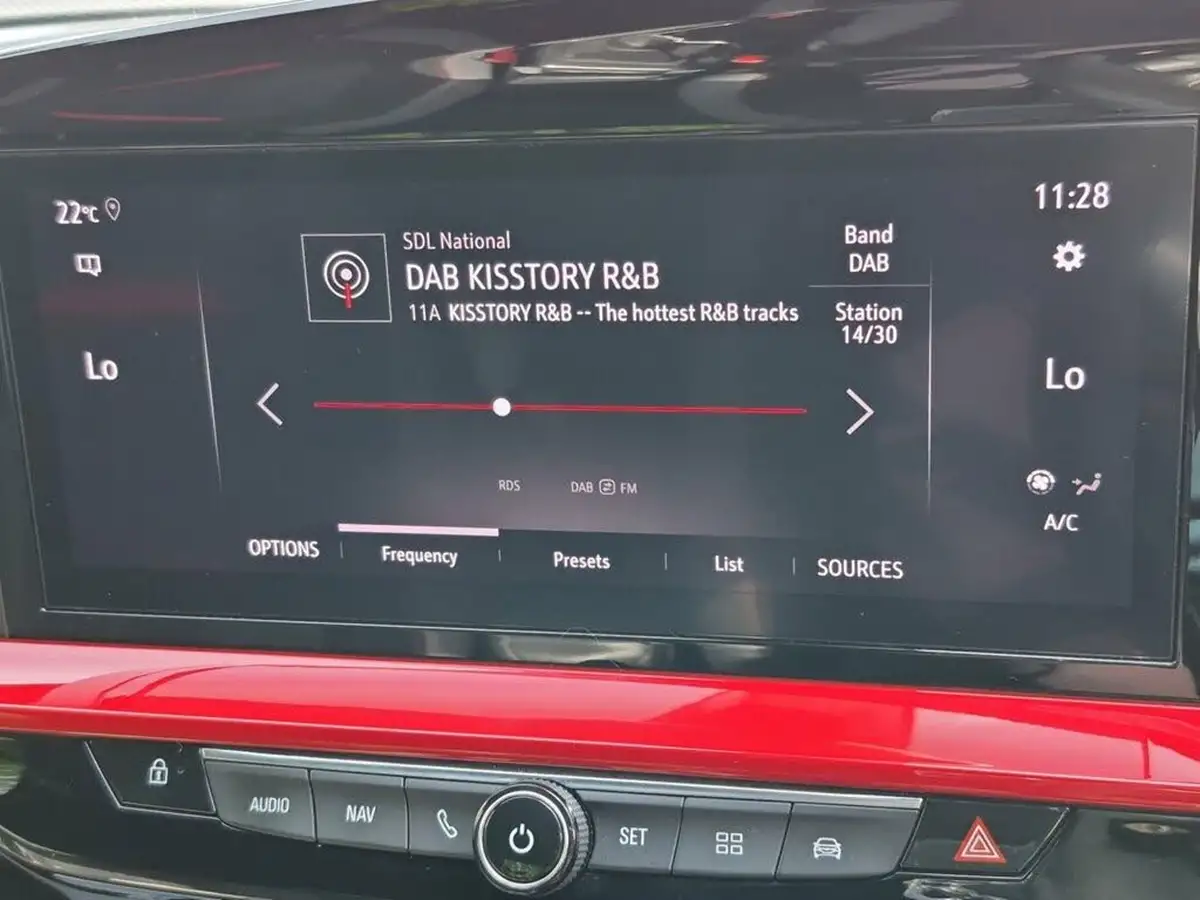 22°C
11:28
SDL National
DAB KISSTORY R&B
11A KISSTORY R&B -- The hottest R&B tracks
Band
DAB
Station
14/30
Lo
Lo
RDS
DAB FM
A/C
OPTIONS
Frequency
Presets
List
SOURCES
AUDIO
NAV
SET